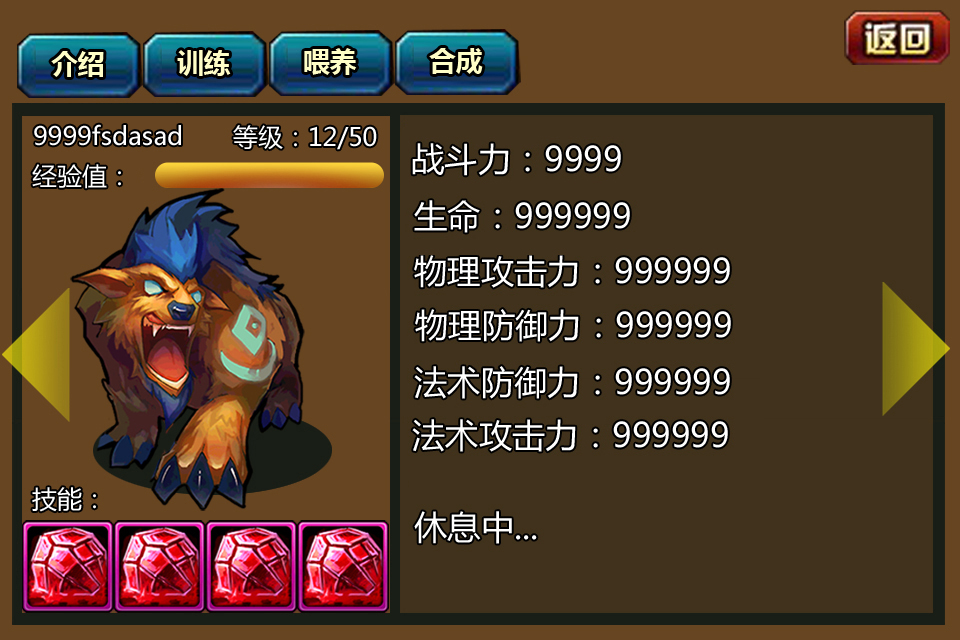 介绍 训练 喂养 合成 返回
9999fsdasad 等级：12/50
经验值：
技能：
战斗力：9999
生命：999999
物理攻击力：999999
物理防御力：999999
法术防御力：999999
法术攻击力：999999
休息中...